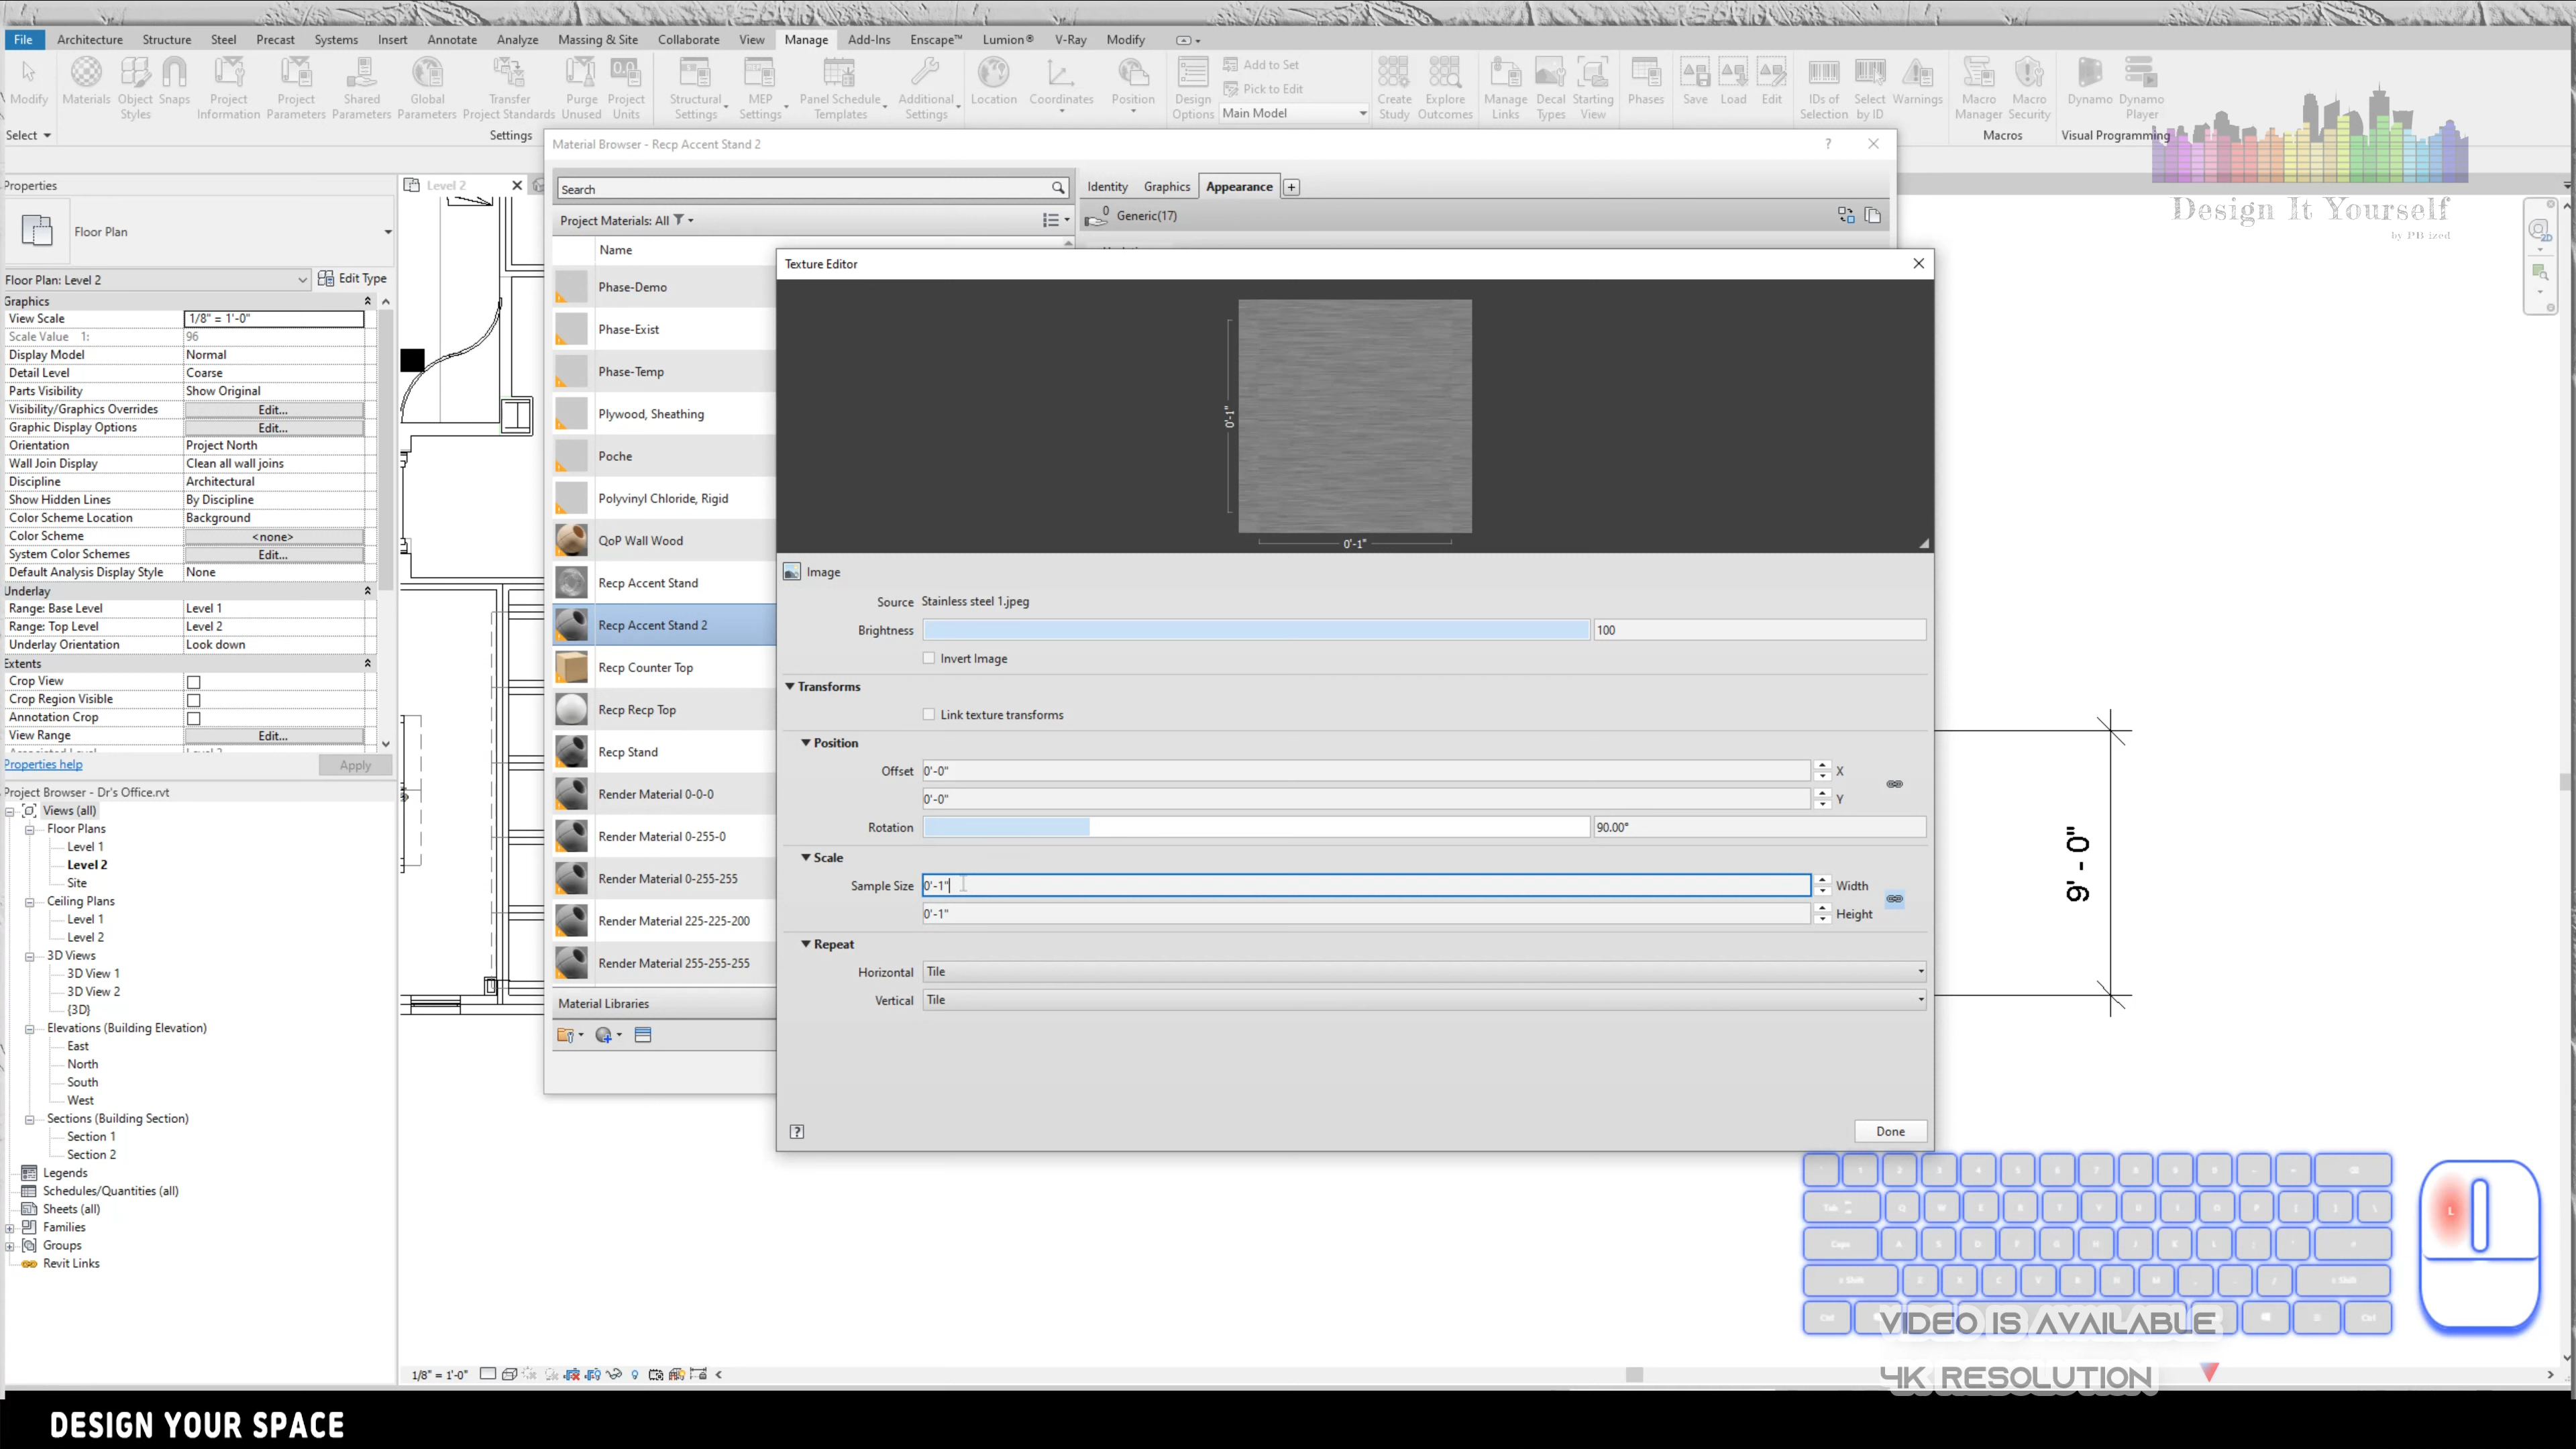 File Architecture Structure Steel Precast Systems Insert Annotate Analyze Massing & Site Collaborate View Manage Add-Ins Enscape™ Lumion® V-Ray Modify
Modify Materials Object Styles Snaps Project Information Project Parameters Shared Parameters Global Parameters Transfer Project Standards Purge Unused Project Units Structural Settings MEP Settings Panel Schedule Templates Additional Settings Location Coordinates Position Design Options
Add to Set
Pick to Edit
Main Model
Create Study Explore Outcomes Manage Links Decal Types Starting View Phases Save Load Edit IDs of Selection Select by ID Warnings Macro Manager Macro Security Dynamo Dynamo Player
Select Settings Macros Visual Programming
Design It Yourself
by PB ized
Properties
Floor Plan
Floor Plan: Level 2 Edit Type
Graphics
View Scale 1/8" = 1'-0"
Scale Value 1: 96
Display Model Normal
Detail Level Coarse
Parts Visibility Show Original
Visibility/Graphics Overrides Edit...
Graphic Display Options Edit...
Orientation Project North
Wall Join Display Clean all wall joins
Discipline Architectural
Show Hidden Lines By Discipline
Color Scheme Location Background
Color Scheme <none>
System Color Schemes Edit...
Default Analysis Display Style None
Underlay
Range: Base Level Level 1
Range: Top Level Level 2
Underlay Orientation Look down
Extents
Crop View
Crop Region Visible
Annotation Crop
View Range Edit...
Properties help Apply
Project Browser - Dr's Office.rvt
Views (all)
Floor Plans
Level 1
Level 2
Site
Ceiling Plans
Level 1
Level 2
3D Views
3D View 1
3D View 2
{3D}
Elevations (Building Elevation)
East
North
South
West
Sections (Building Section)
Section 1
Section 2
Legends
Schedules/Quantities (all)
Sheets (all)
Families
Groups
Revit Links
Level 2
Material Browser - Recp Accent Stand 2
Search
Project Materials: All
Name
Phase-Demo
Phase-Exist
Phase-Temp
Plywood, Sheathing
Poche
Polyvinyl Chloride, Rigid
QoP Wall Wood
Recp Accent Stand
Recp Accent Stand 2
Recp Counter Top
Recp Recp Top
Recp Stand
Render Material 0-0-0
Render Material 0-255-0
Render Material 0-255-255
Render Material 225-225-200
Render Material 255-255-255
Material Libraries
Identity Graphics Appearance +
0 Generic(17)
Texture Editor
0'-1"
0'-1"
Image
Source Stainless steel 1.jpeg
Brightness 100
Invert Image
Transforms
Link texture transforms
Position
Offset 0'-0" X
0'-0" Y
Rotation 90.00°
Scale
Sample Size 0'-1" Width
0'-1" Height
Repeat
Horizontal Tile
Vertical Tile
? Done
9' - 0"
L
VIDEO IS AVAILABLE
4K RESOLUTION
1/8" = 1'-0"
DESIGN YOUR SPACE